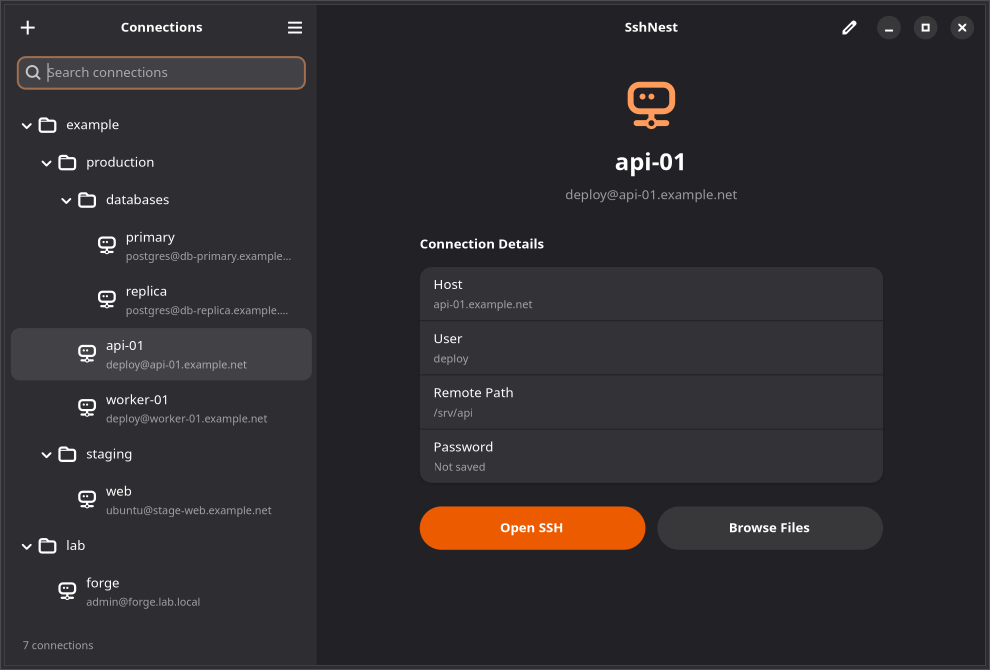 Connections
Search connections
example
production
databases
primary
postgres@db-primary.example...
replica
postgres@db-replica.example....
api-01
deploy@api-01.example.net
worker-01
deploy@worker-01.example.net
staging
web
ubuntu@stage-web.example.net
lab
forge
admin@forge.lab.local
7 connections
SshNest
api-01
deploy@api-01.example.net
Connection Details
Host
api-01.example.net
User
deploy
Remote Path
/srv/api
Password
Not saved
Open SSH
Browse Files